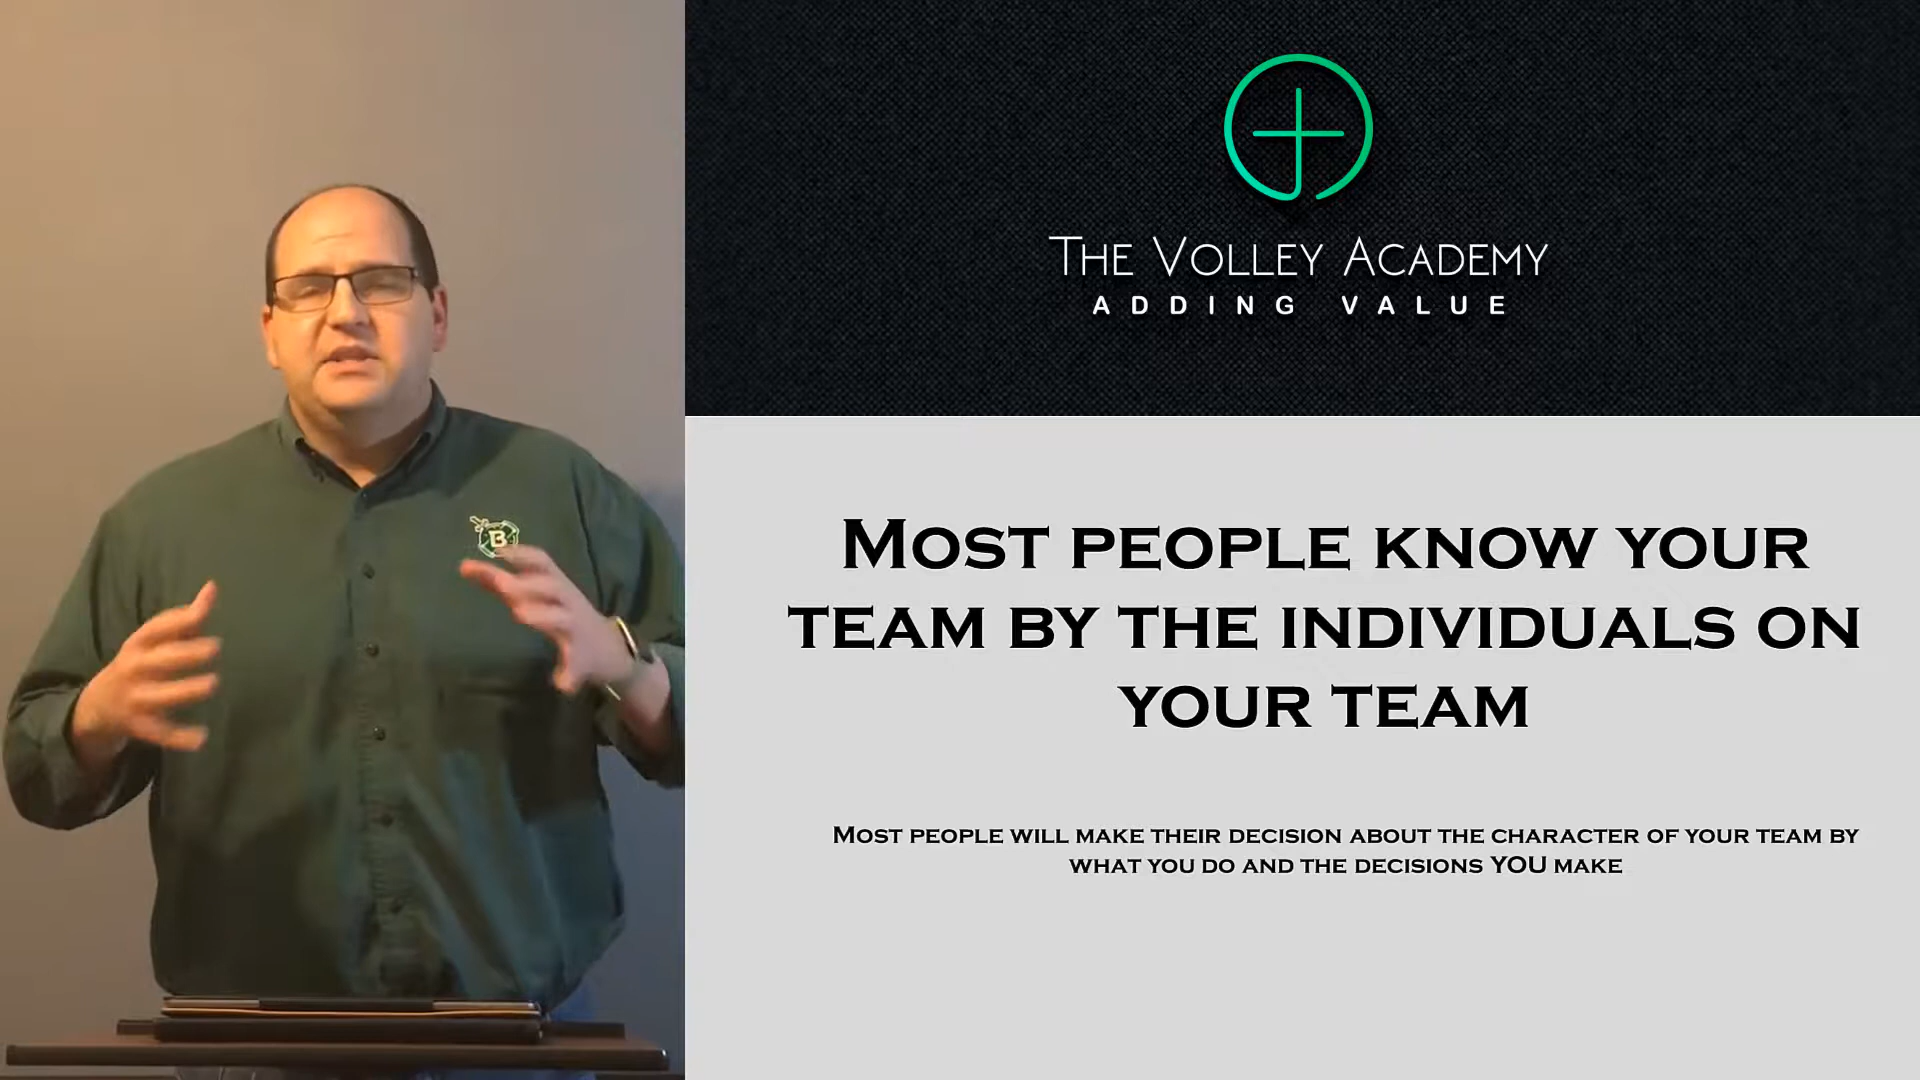 THE VOLLEY ACADEMY
ADDING VALUE
B
MOST PEOPLE KNOW YOUR
TEAM BY THE INDIVIDUALS ON
YOUR TEAM
MOST PEOPLE WILL MAKE THEIR DECISION ABOUT THE CHARACTER OF YOUR TEAM BY
WHAT YOU DO AND THE DECISIONS YOU MAKE